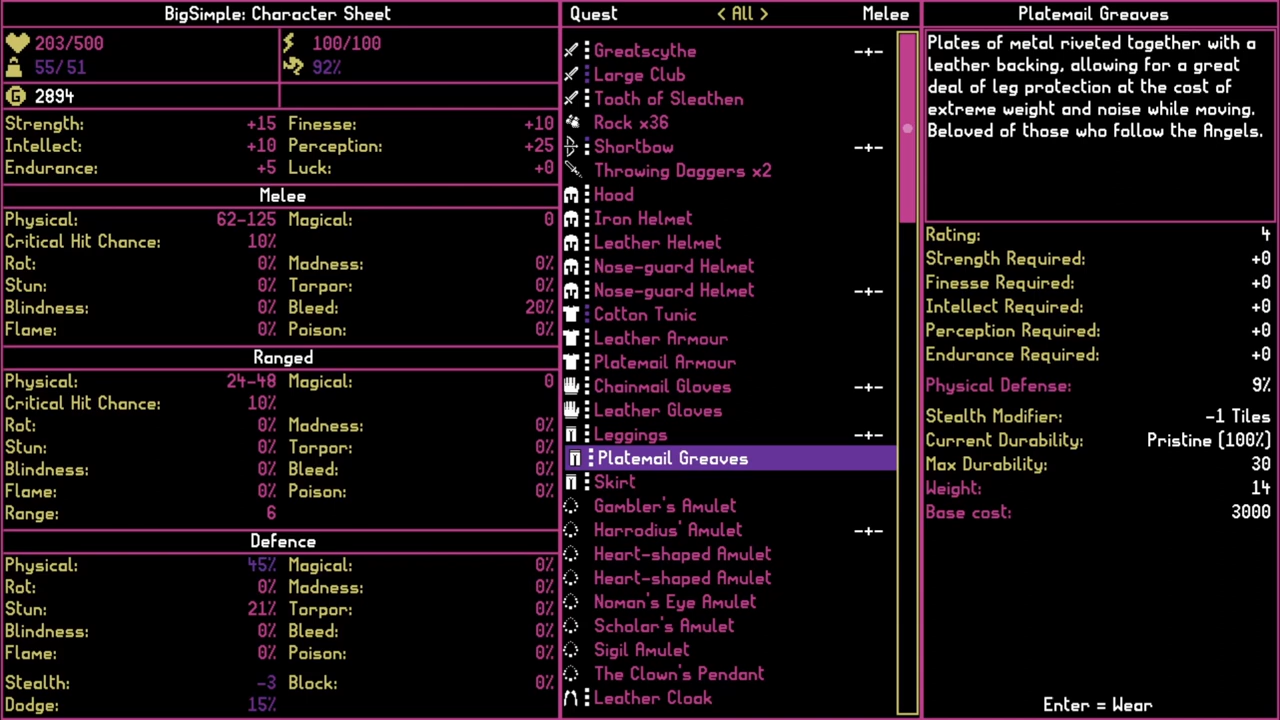 BigSimple: Character Sheet
203/500 100/100
55/51 92%
2894
Strength: +15 Finesse: +10
Intellect: +10 Perception: +25
Endurance: +5 Luck: +0
Melee
Physical: 62-125 Magical: 0
Critical Hit Chance: 10%
Rot: 0% Madness: 0%
Stun: 0% Torpor: 0%
Blindness: 0% Bleed: 20%
Flame: 0% Poison: 0%
Ranged
Physical: 24-48 Magical: 0
Critical Hit Chance: 10%
Rot: 0% Madness: 0%
Stun: 0% Torpor: 0%
Blindness: 0% Bleed: 0%
Flame: 0% Poison: 0%
Range: 6
Defence
Physical: 45% Magical: 0%
Rot: 0% Madness: 0%
Stun: 21% Torpor: 0%
Blindness: 0% Bleed: 0%
Flame: 0% Poison: 0%
Stealth: -3 Block: 0%
Dodge: 15%
Quest < All > Melee
Greatscythe -+-
Large Club
Tooth of Sleathen
Rock x36
Shortbow -+-
Throwing Daggers x2
Hood
Iron Helmet
Leather Helmet
Nose-guard Helmet
Nose-guard Helmet -+-
Cotton Tunic
Leather Armour
Platemail Armour
Chainmail Gloves -+-
Leather Gloves
Leggings -+-
Platemail Greaves
Skirt
Gambler's Amulet
Harrodius' Amulet -+-
Heart-shaped Amulet
Heart-shaped Amulet
Noman's Eye Amulet
Scholar's Amulet
Sigil Amulet
The Clown's Pendant
Leather Cloak
Platemail Greaves
Plates of metal riveted together with a
leather backing, allowing for a great
deal of leg protection at the cost of
extreme weight and noise while moving.
Beloved of those who follow the Angels.
Rating: 4
Strength Required: +0
Finesse Required: +0
Intellect Required: +0
Perception Required: +0
Endurance Required: +0
Physical Defense: 9%
Stealth Modifier: -1 Tiles
Current Durability: Pristine (100%)
Max Durability: 30
Weight: 14
Base cost: 3000
Enter = Wear